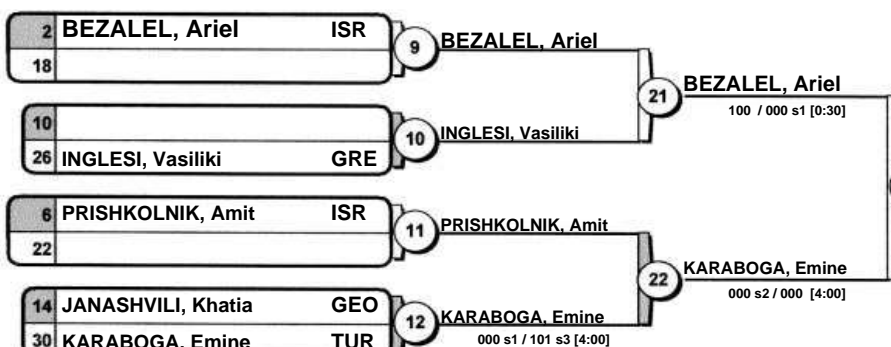 2 BEZALEL, Ariel ISR
18
9 BEZALEL, Ariel
10
26 INGLESI, Vasiliki GRE
10 INGLESI, Vasiliki
21 BEZALEL, Ariel
100 / 000 s1 [0:30]
6 PRISHKOLNIK, Amit ISR
22
11 PRISHKOLNIK, Amit
14 JANASHVILI, Khatia GEO
30 KARABOGA, Emine TUR
12 KARABOGA, Emine
000 s1 / 101 s3 [4:00]
22 KARABOGA, Emine
000 s2 / 000 [4:00]